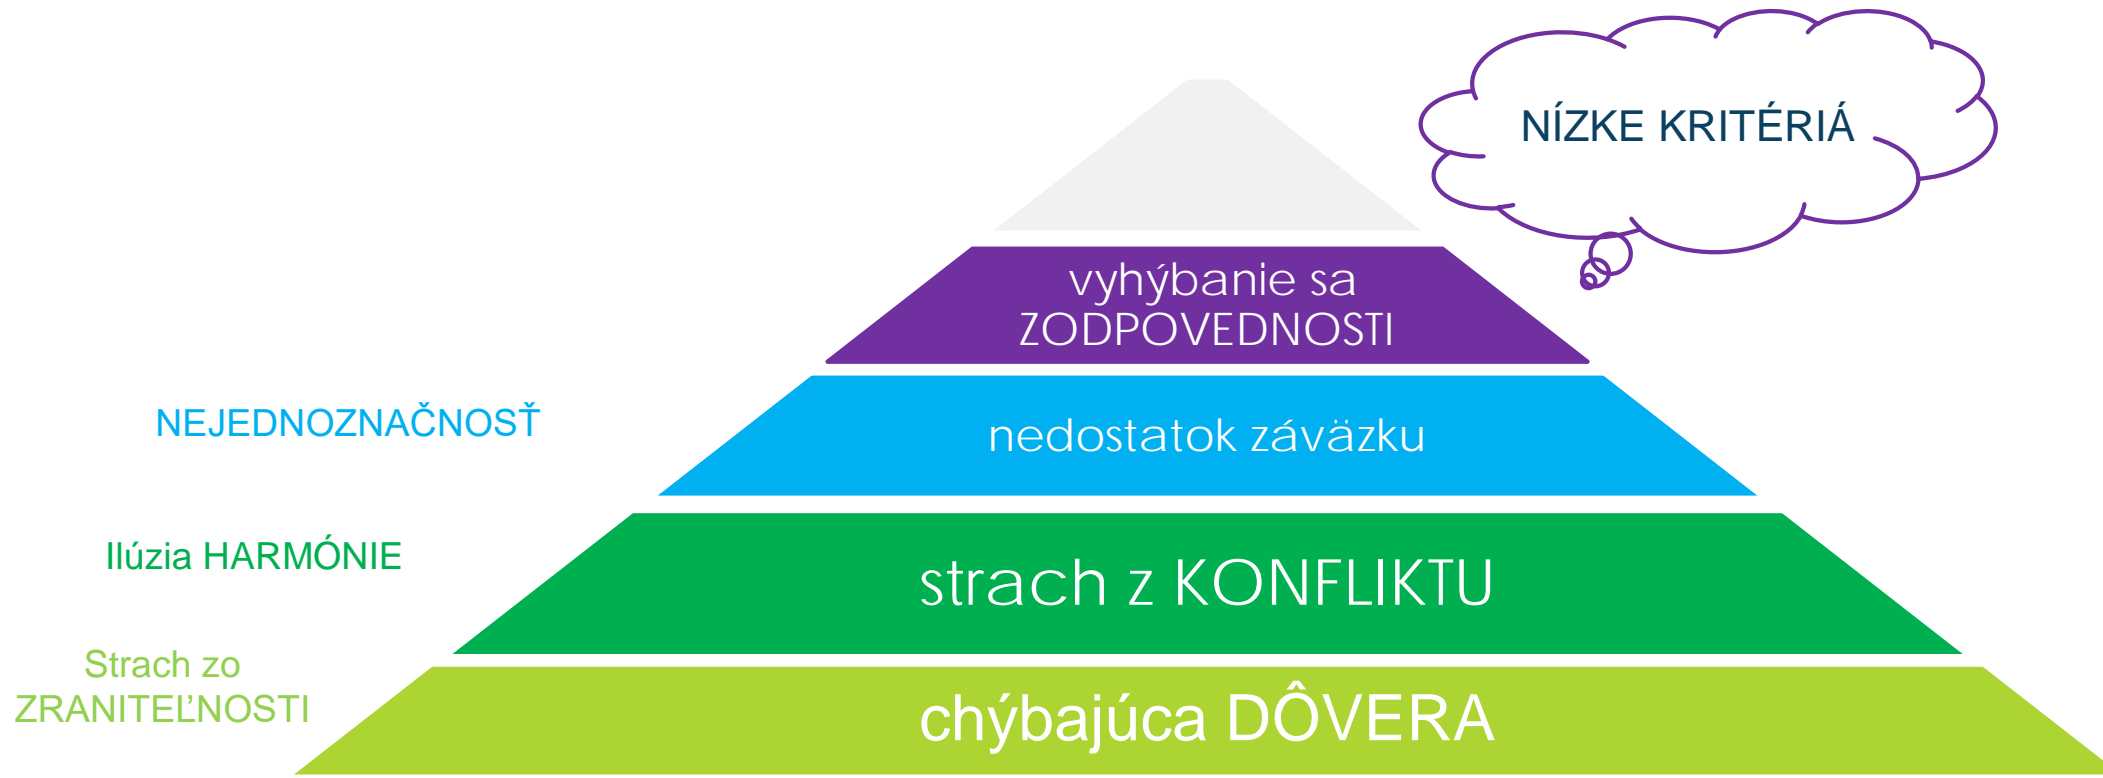 NÍZKE KRITÉRIÁ
vyhýbanie sa
ZODPOVEDNOSTI
NEJEDNOZNAČNOSŤ
nedostatok záväzku
Ilúzia HARMÓNIE
strach z KONFLIKTU
Strach zo
ZRANITEĽNOSTI
chýbajúca DÔVERA